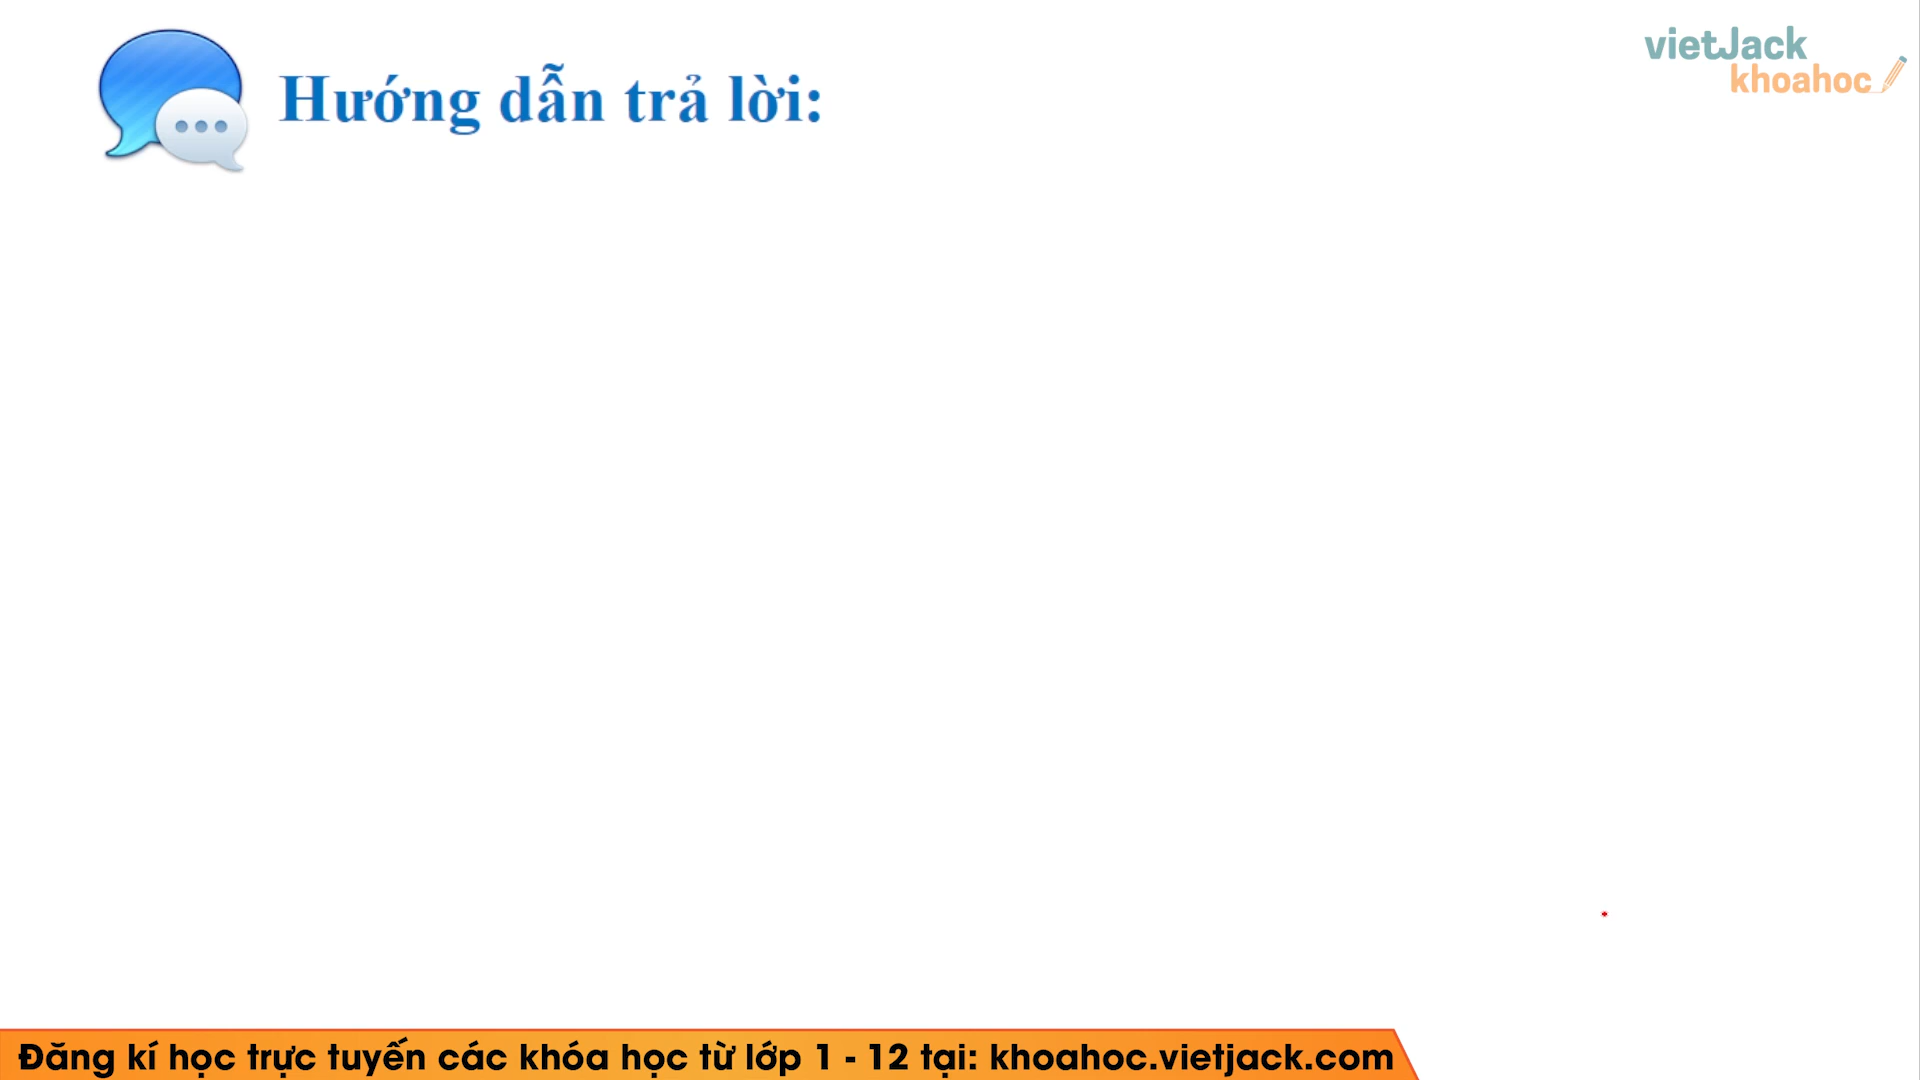 Hướng dẫn trả lời:
vietJack
khoahoc
Đăng kí học trực tuyến các khóa học từ lớp 1 - 12 tại: khoahoc.vietjack.com